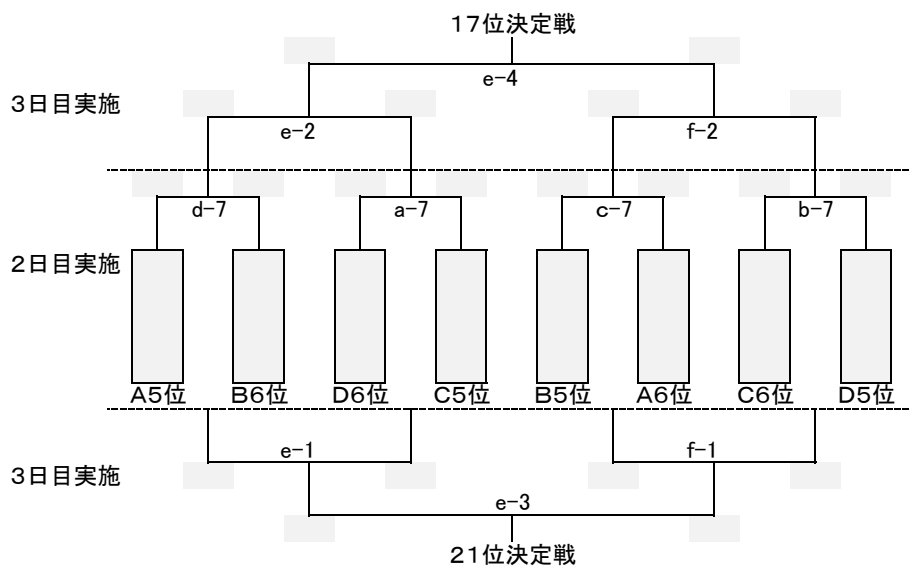 17位決定戦
e-4
3日目実施
e-2
f-2
d-7
a-7
c-7
b-7
2日目実施
A5位
B6位
D6位
C5位
B5位
A6位
C6位
D5位
e-1
f-1
3日目実施
e-3
21位決定戦